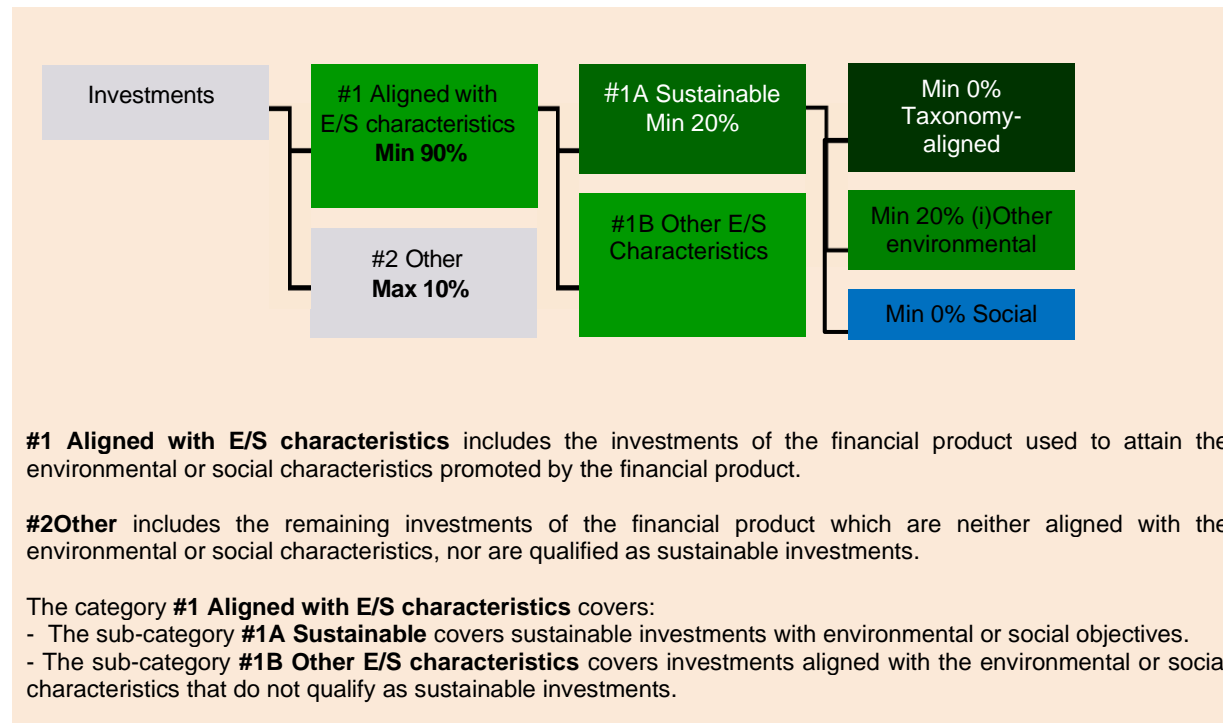 Investments
#1 Aligned with
E/S characteristics
Min 90%
#2 Other
Max 10%
#1A Sustainable
Min 20%
#1B Other E/S
Characteristics
Min 0%
Taxonomy-
aligned
Min 20% (i)Other
environmental
Min 0% Social
#1 Aligned with E/S characteristics includes the investments of the financial product used to attain the
environmental or social characteristics promoted by the financial product.
#2Other includes the remaining investments of the financial product which are neither aligned with the
environmental or social characteristics, nor are qualified as sustainable investments.
The category #1 Aligned with E/S characteristics covers:
- The sub-category #1A Sustainable covers sustainable investments with environmental or social objectives.
- The sub-category #1B Other E/S characteristics covers investments aligned with the environmental or social
characteristics that do not qualify as sustainable investments.